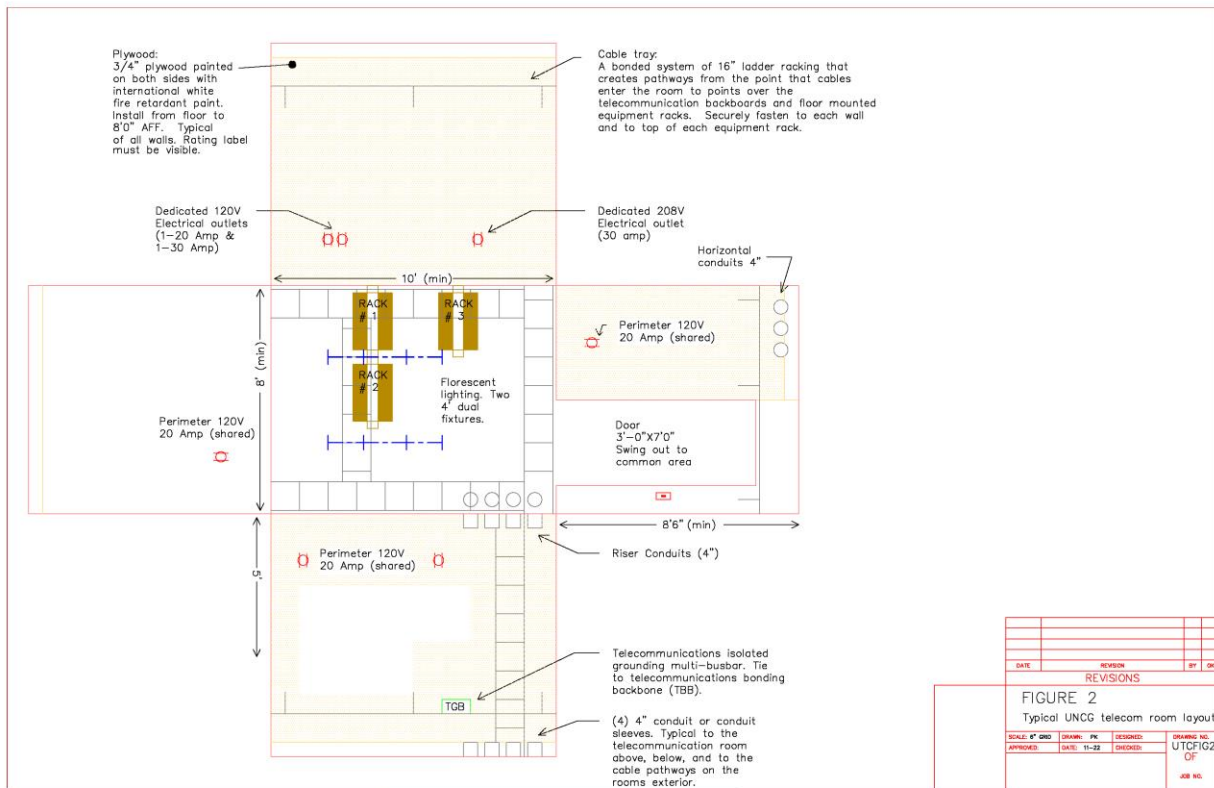 Plywood:
3/4" plywood painted
on both sides with
international white
fire retardant paint.
Install from floor to
8'0" AFF. Typical
of all walls. Rating label
must be visible.
Cable tray:
A bonded system of 16" ladder racking that
creates pathways from the point that cables
enter the room to points over the
telecommunication backboards and floor mounted
equipment racks. Securely fasten to each wall
and to top of each equipment rack.
Dedicated 120V
Electrical outlets
(1-20 Amp &
1-30 Amp)
Dedicated 208V
Electrical outlet
(30 amp)
Horizontal
conduits 4"
10' (min)
8' (min)
RACK
# 1
RACK
# 3
RACK
# 2
Florescent
lighting. Two
4' dual
fixtures.
Perimeter 120V
20 Amp (shared)
Perimeter 120V
20 Amp (shared)
Door
3'-0"X7'0"
Swing out to
common area
8'6" (min)
5'
Perimeter 120V
20 Amp (shared)
Riser Conduits (4")
Telecommunications isolated
grounding multi-busbar. Tie
to telecommunications bonding
backbone (TBB).
TGB
(4) 4" conduit or conduit
sleeves. Typical to the
telecommunication room
above, below, and to the
cable pathways on the
rooms exterior.
DATE REVISION BY
REVISIONS
FIGURE 2
Typical UNCG telecom room layout
SCALE: 6" GRID DRAWN: PK DESIGNED: DRAWING NO.
APPROVED: DATE: 11-22 CHECKED: UTCFIG2
OF
JOB NO.